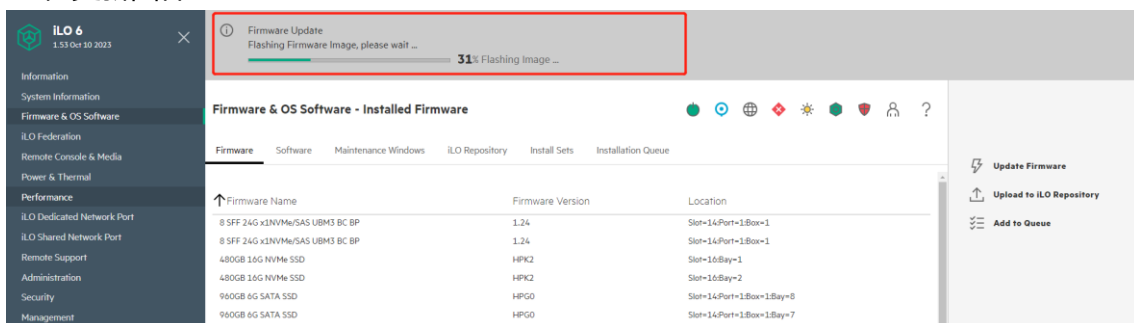 iLO 6
1.53 Oct 10 2023
Firmware Update
Flashing Firmware Image, please wait ...
31% Flashing Image ...
Information
System Information
Firmware & OS Software
iLO Federation
Remote Console & Media
Power & Thermal
Performance
iLO Dedicated Network Port
iLO Shared Network Port
Remote Support
Administration
Security
Management
Firmware & OS Software - Installed Firmware
?
Firmware Software Maintenance Windows iLO Repository Install Sets Installation Queue
Firmware Name Firmware Version Location
8 SFF 24G x1NVMe/SAS UBM3 BC BP 1.24 Slot=14:Port=1:Box=1
8 SFF 24G x1NVMe/SAS UBM3 BC BP 1.24 Slot=14:Port=1:Box=1
480GB 16G NVMe SSD HPK2 Slot=16:Bay=1
480GB 16G NVMe SSD HPK2 Slot=16:Bay=2
960GB 6G SATA SSD HPG0 Slot=14:Port=1:Box=1:Bay=8
960GB 6G SATA SSD HPG0 Slot=14:Port=1:Box=1:Bay=7
Update Firmware
Upload to iLO Repository
Add to Queue